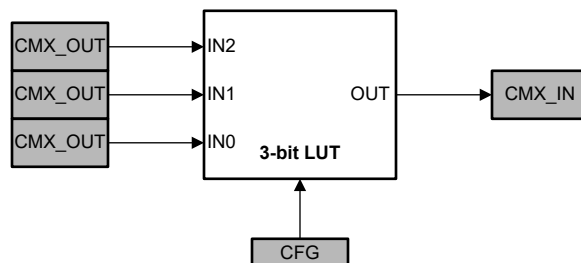 CMX_OUT
IN2
CMX_OUT
IN1
OUT
CMX_IN
CMX_OUT
IN0
3-bit LUT
CFG